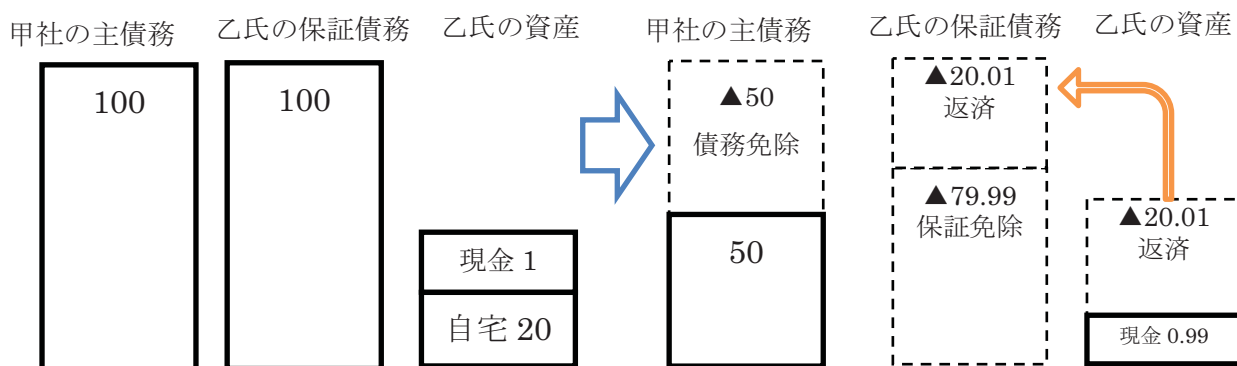 甲社の主債務
乙氏の保証債務
乙氏の資産
100
100
現金 1
自宅 20
甲社の主債務
乙氏の保証債務
乙氏の資産
▲50
債務免除
50
▲20.01
返済
▲79.99
保証免除
▲20.01
返済
現金 0.99